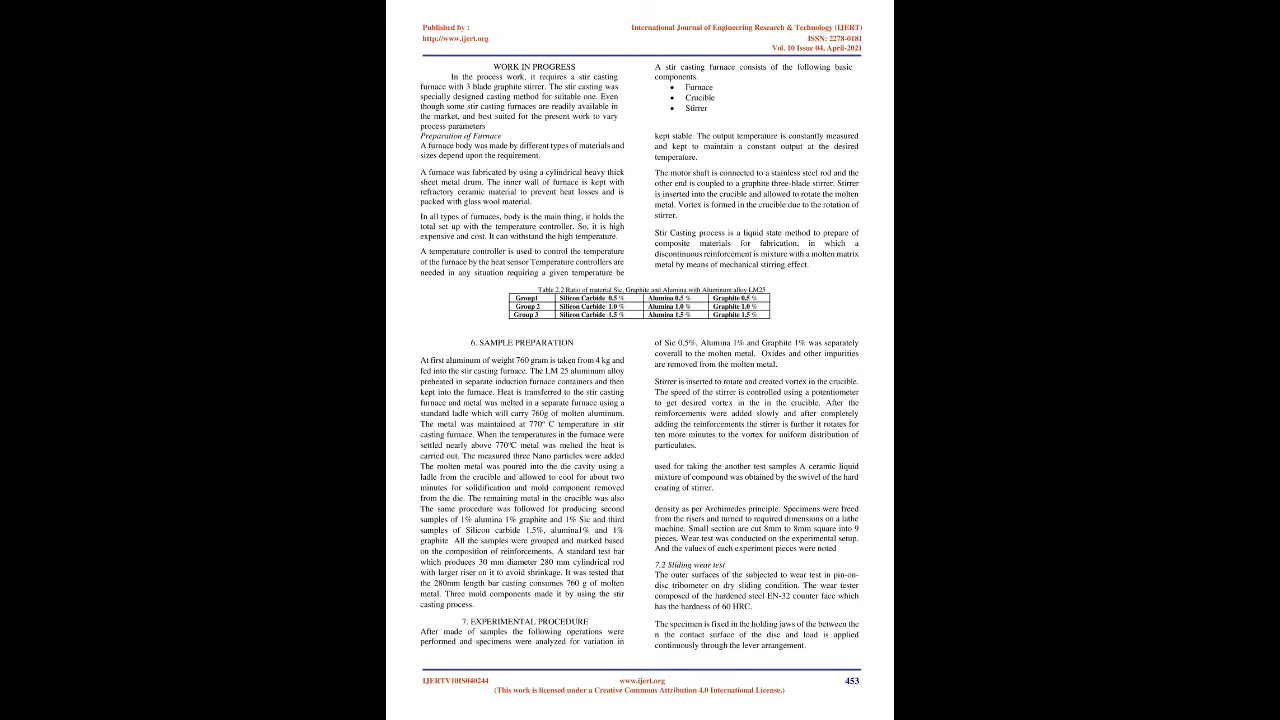 Published by :
http://www.ijert.org
International Journal of Engineering Research & Technology (IJERT)
ISSN: 2278-0181
Vol. 10 Issue 04, April-2021
WORK IN PROGRESS
In the process work, it requires a stir casting
furnace with 3 blade graphite stirrer. The stir casting was
specially designed casting method for suitable one. Even
though some stir casting furnaces are readily available in
the market, and best suited for the present work to vary
process parameters
Preparation of Furnace
A furnace body was made by different types of materials and
sizes depend upon the requirement.
A furnace was fabricated by using a cylindrical heavy thick
sheet metal drum. The inner wall of furnace is kept with
refractory ceramic material to prevent heat losses and is
packed with glass wool material.
In all types of furnaces, body is the main thing, it holds the
total set up with the temperature controller. So, it is high
expensive and cost. It can withstand the high temperature.
A temperature controller is used to control the temperature
of the furnace by the heat sensor Temperature controllers are
needed in any situation requiring a given temperature be
A stir casting furnace consists of the following basic
components.
• Furnace
• Crucible
• Stirrer
kept stable. The output temperature is constantly measured
and kept to maintain a constant output at the desired
temperature.
The motor shaft is connected to a stainless steel rod and the
other end is coupled to a graphite three-blade stirrer. Stirrer
is inserted into the crucible and allowed to rotate the molten
metal. Vortex is formed in the crucible due to the rotation of
stirrer.
Stir Casting process is a liquid state method to prepare of
composite materials for fabrication, in which a
discontinuous reinforcement is mixture with a molten matrix
metal by means of mechanical stirring effect.
Table 2.2 Ratio of material Sic, Graphite and Alumina with Aluminum alloy LM25
Group1 Silicon Carbide 0.5 % Alumina 0.5 % Graphite 0.5 %
Group 2 Silicon Carbide 1.0 % Alumina 1.0 % Graphite 1.0 %
Group 3 Silicon Carbide 1.5 % Alumina 1.5 % Graphite 1.5 %
6. SAMPLE PREPARATION
At first aluminum of weight 760 gram is taken from 4 kg and
fed into the stir casting furnace. The LM 25 aluminum alloy
preheated in separate induction furnace containers and then
kept into the furnace. Heat is transferred to the stir casting
furnace and metal was melted in a separate furnace using a
standard ladle which will carry 760g of molten aluminum.
The metal was maintained at 770º C temperature in stir
casting furnace. When the temperatures in the furnace were
settled nearly above 770ºC metal was melted the heat is
carried out. The measured three Nano particles were added
The molten metal was poured into the die cavity using a
ladle from the crucible and allowed to cool for about two
minutes for solidification and mold component removed
from the die. The remaining metal in the crucible was also
The same procedure was followed for producing second
samples of 1% alumina 1% graphite and 1% Sic and third
samples of Silicon carbide 1.5%, alumina1% and 1%
graphite All the samples were grouped and marked based
on the composition of reinforcements. A standard test bar
which produces 30 mm diameter 280 mm cylindrical rod
with larger riser on it to avoid shrinkage. It was tested that
the 280mm length bar casting consumes 760 g of molten
metal. Three mold components made it by using the stir
casting process.
7. EXPERIMENTAL PROCEDURE
After made of samples the following operations were
performed and specimens were analyzed for variation in
of Sic 0.5%, Alumina 1% and Graphite 1% was separately
coverall to the molten metal. Oxides and other impurities
are removed from the molten metal.
Stirrer is inserted to rotate and created vortex in the crucible.
The speed of the stirrer is controlled using a potentiometer
to get desired vortex in the in the crucible. After the
reinforcements were added slowly and after completely
adding the reinforcements the stirrer is further it rotates for
ten more minutes to the vortex for uniform distribution of
particulates.
used for taking the another test samples A ceramic liquid
mixture of compound was obtained by the swivel of the hard
coating of stirrer.
density as per Archimedes principle. Specimens were freed
from the risers and turned to required dimensions on a lathe
machine. Small section are cut 8mm to 8mm square into 9
pieces. Wear test was conducted on the experimental setup.
And the values of each experiment pieces were noted
7.2 Sliding wear test
The outer surfaces of the subjected to wear test in pin-on-
disc tribometer on dry sliding condition. The wear tester
composed of the hardened steel EN-32 counter face which
has the hardness of 60 HRC.
The specimen is fixed in the holding jaws of the between the
n the contact surface of the disc and load is applied
continuously through the lever arrangement.
IJERTV10IS040244
www.ijert.org
453
(This work is licensed under a Creative Commons Attribution 4.0 International License.)